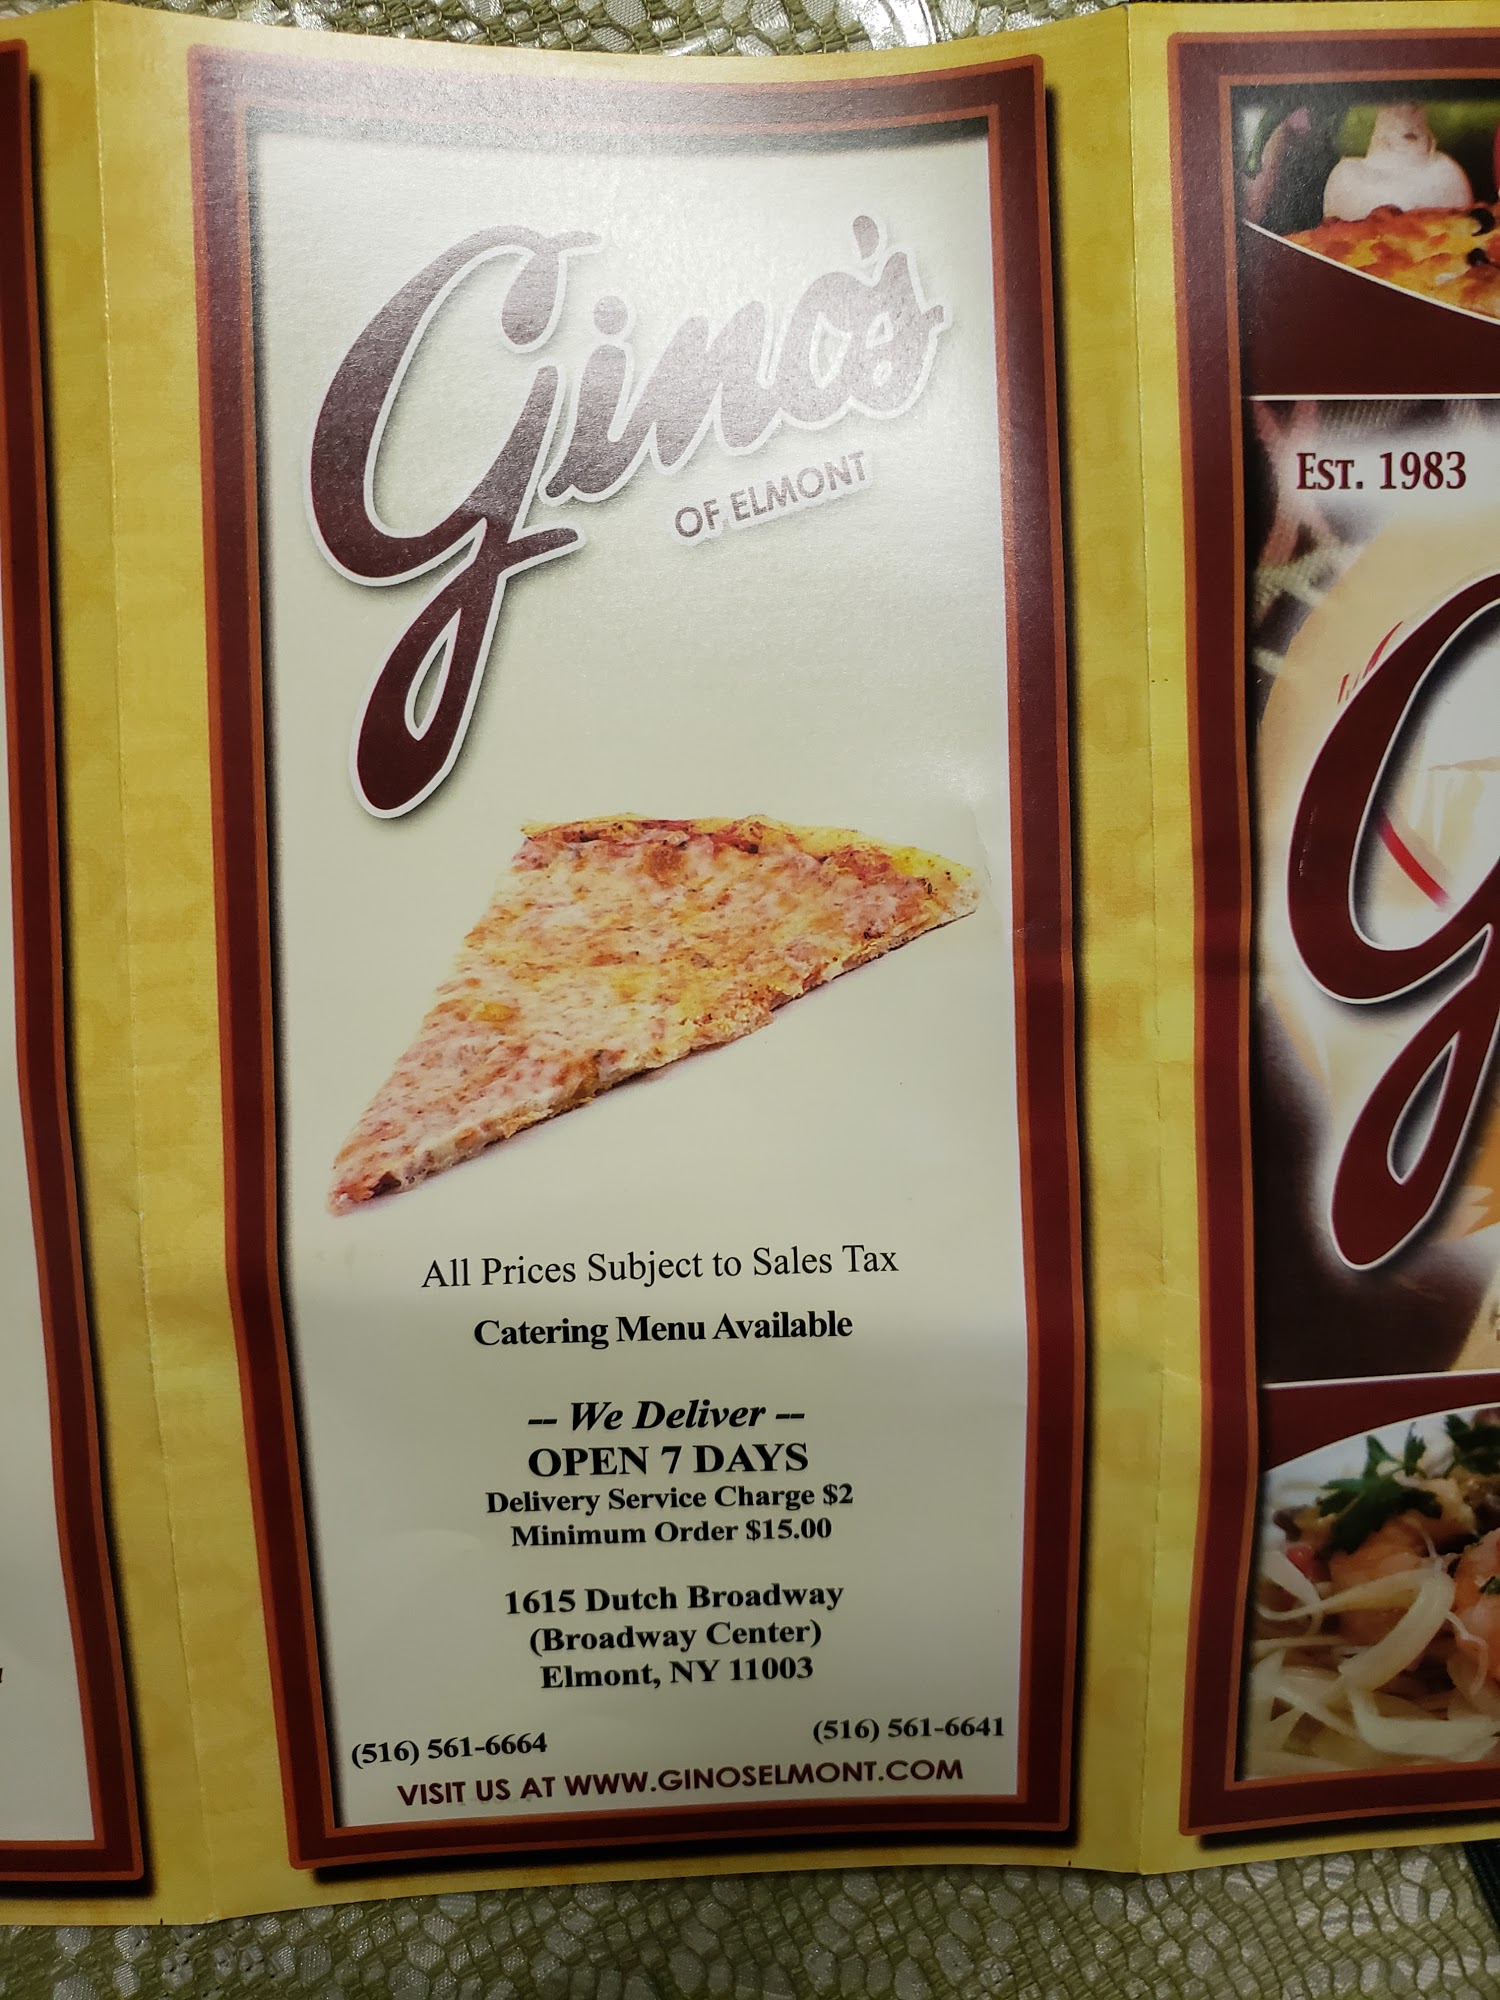 Gino's
OF ELMONT
All Prices Subject to Sales Tax
Catering Menu Available
-- We Deliver --
OPEN 7 DAYS
Delivery Service Charge $2
Minimum Order $15.00
1615 Dutch Broadway
(Broadway Center)
Elmont, NY 11003
(516) 561-6664 (516) 561-6641
VISIT US AT WWW.GINOSELMONT.COM
EST. 1983